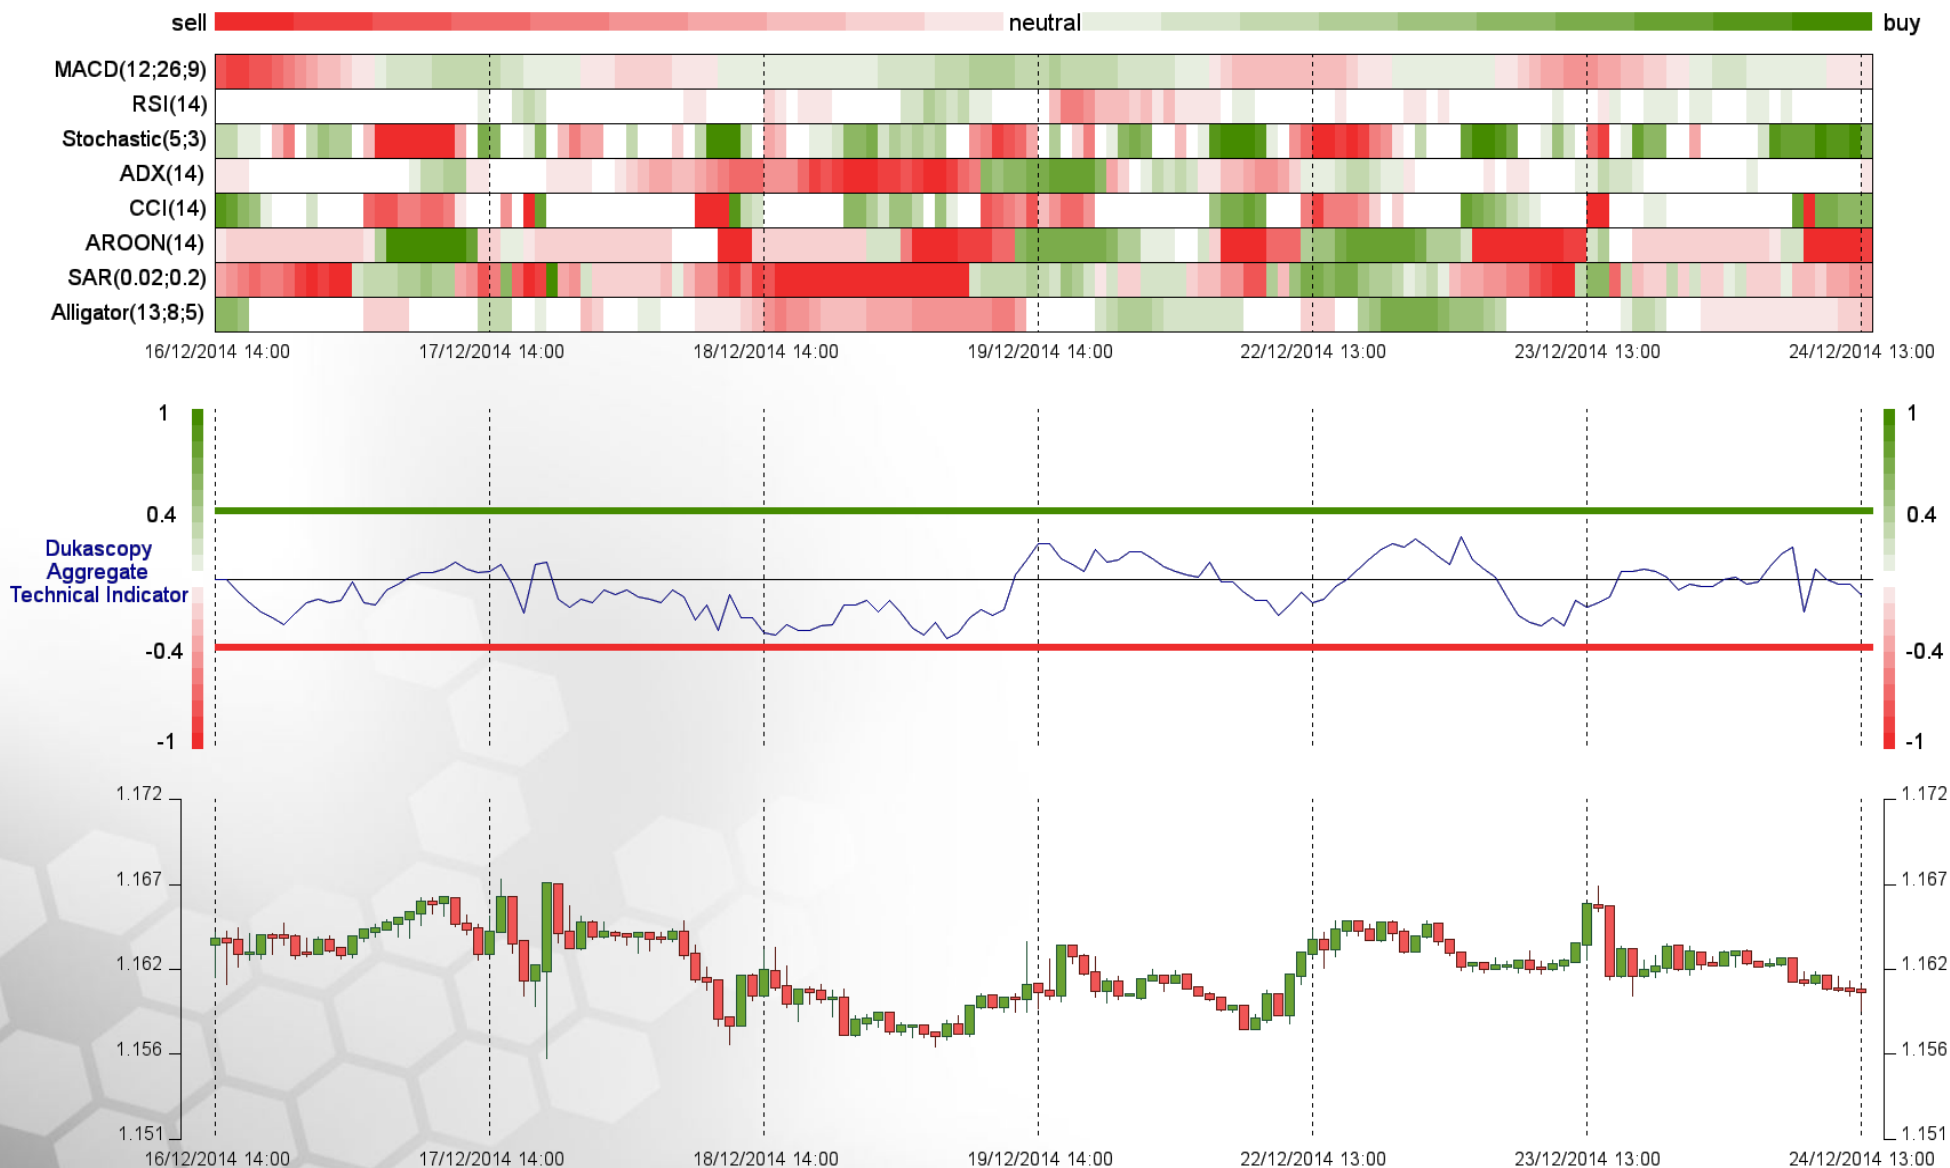 sell neutral buy
MACD(12;26;9)
RSI(14)
Stochastic(5;3)
ADX(14)
CCI(14)
AROON(14)
SAR(0.02;0.2)
Alligator(13;8;5)
16/12/2014 14:00 17/12/2014 14:00 18/12/2014 14:00 19/12/2014 14:00 22/12/2014 13:00 23/12/2014 13:00 24/12/2014 13:00
1 1
0.4 0.4
Dukascopy
Aggregate
Technical Indicator
-0.4 -0.4
-1 -1
1.172 1.172
1.167 1.167
1.162 1.162
1.156 1.156
1.151 1.151
16/12/2014 14:00 17/12/2014 14:00 18/12/2014 14:00 19/12/2014 14:00 22/12/2014 13:00 23/12/2014 13:00 24/12/2014 13:00